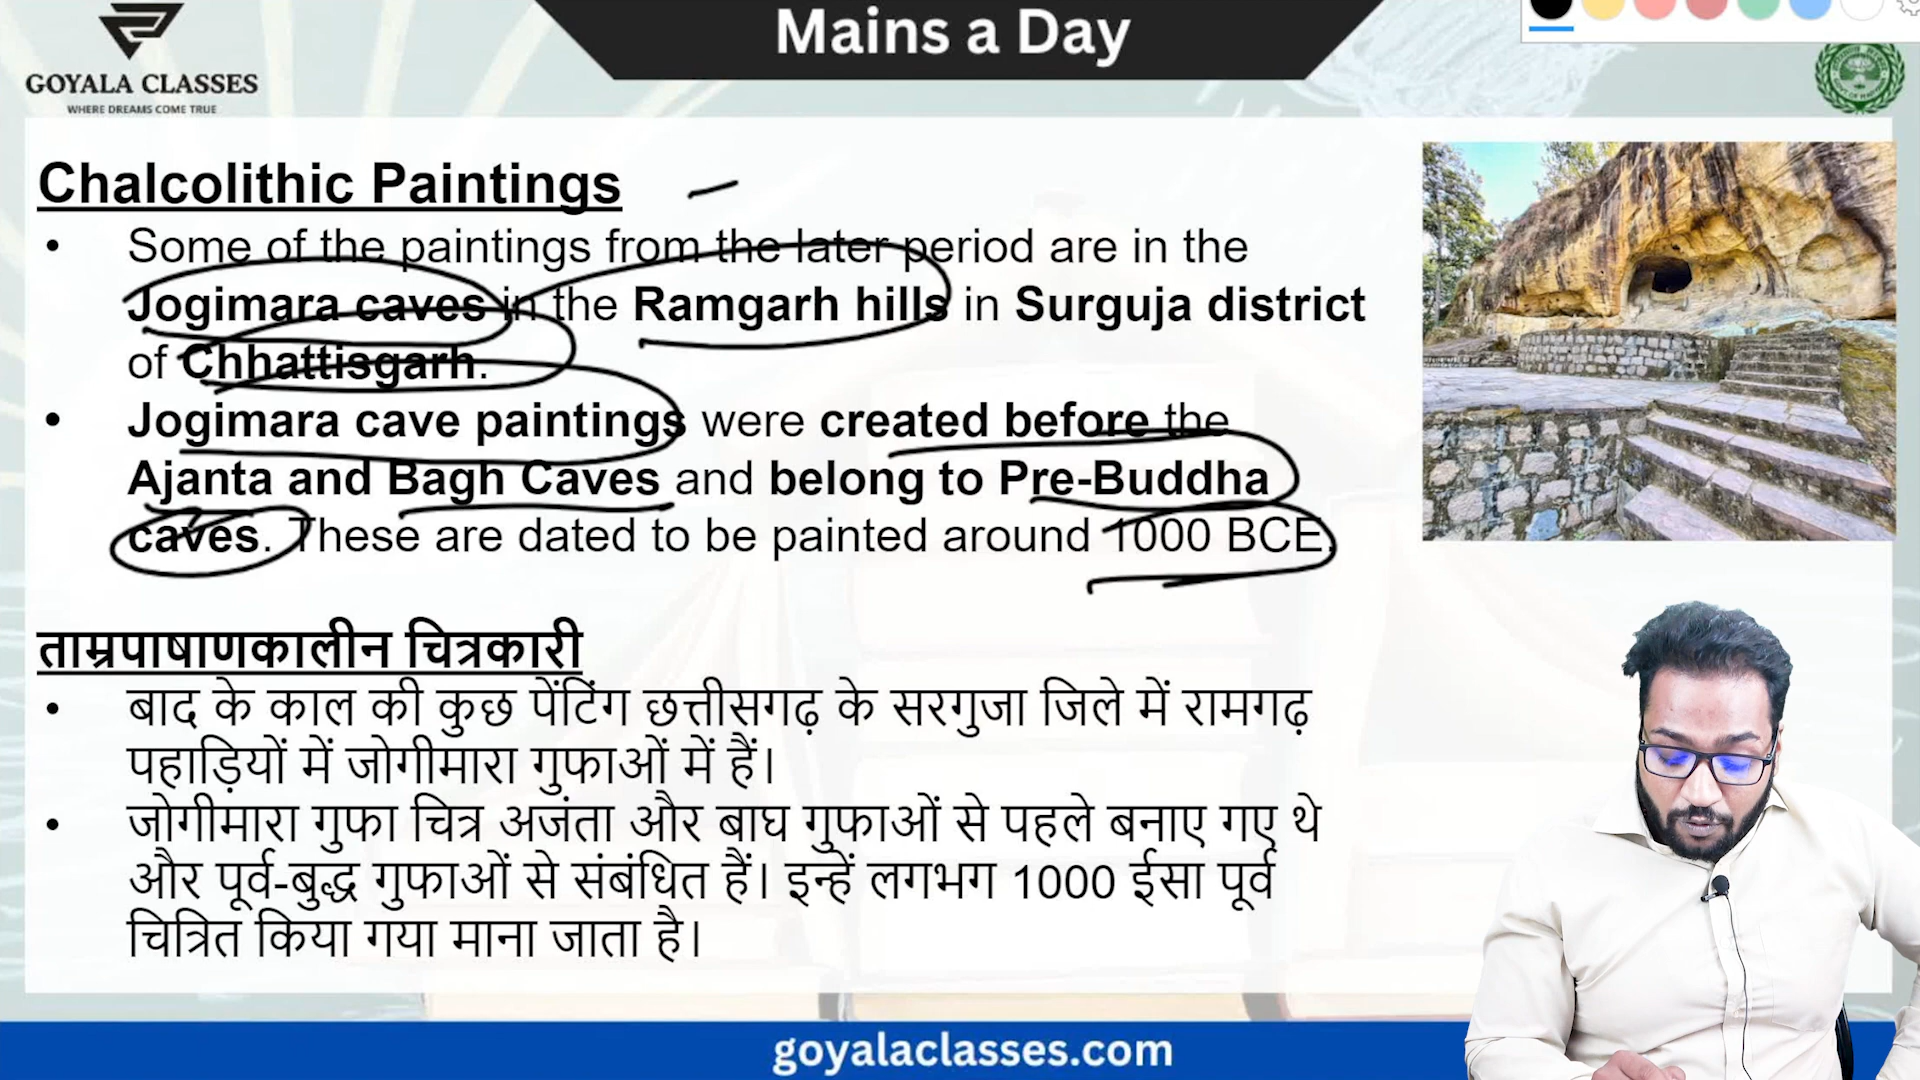 Mains a Day
GOYALA CLASSES
WHERE DREAMS COME TRUE
Chalcolithic Paintings
• Some of the paintings from the later period are in the
Jogimara caves in the Ramgarh hills in Surguja district
of Chhattisgarh.
• Jogimara cave paintings were created before the
Ajanta and Bagh Caves and belong to Pre-Buddha
caves. These are dated to be painted around 1000 BCE.
ताम्रपाषाणकालीन चित्रकारी
• बाद के काल की कुछ पेंटिंग छत्तीसगढ़ के सरगुजा जिले में रामगढ़
पहाड़ियों में जोगीमारा गुफाओं में हैं।
• जोगीमारा गुफा चित्र अजंता और बाघ गुफाओं से पहले बनाए गए थे
और पूर्व-बुद्ध गुफाओं से संबंधित हैं। इन्हें लगभग 1000 ईसा पूर्व
चित्रित किया गया माना जाता है।
goyalaclasses.com